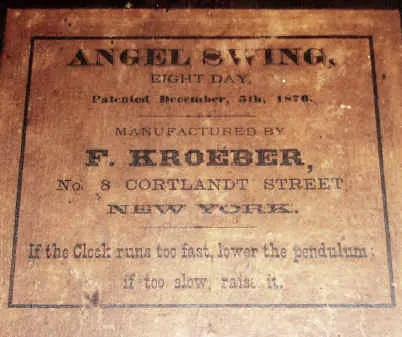 ANGEL SWING,
EIGHT DAY,
Patented December, 5th, 1876.
MANUFACTURED BY
F. KROEBER,
No. 8 CORTLANDT STREET
NEW YORK.
If the Clock runs too fast, lower the pendulum;
if too slow, raise it.